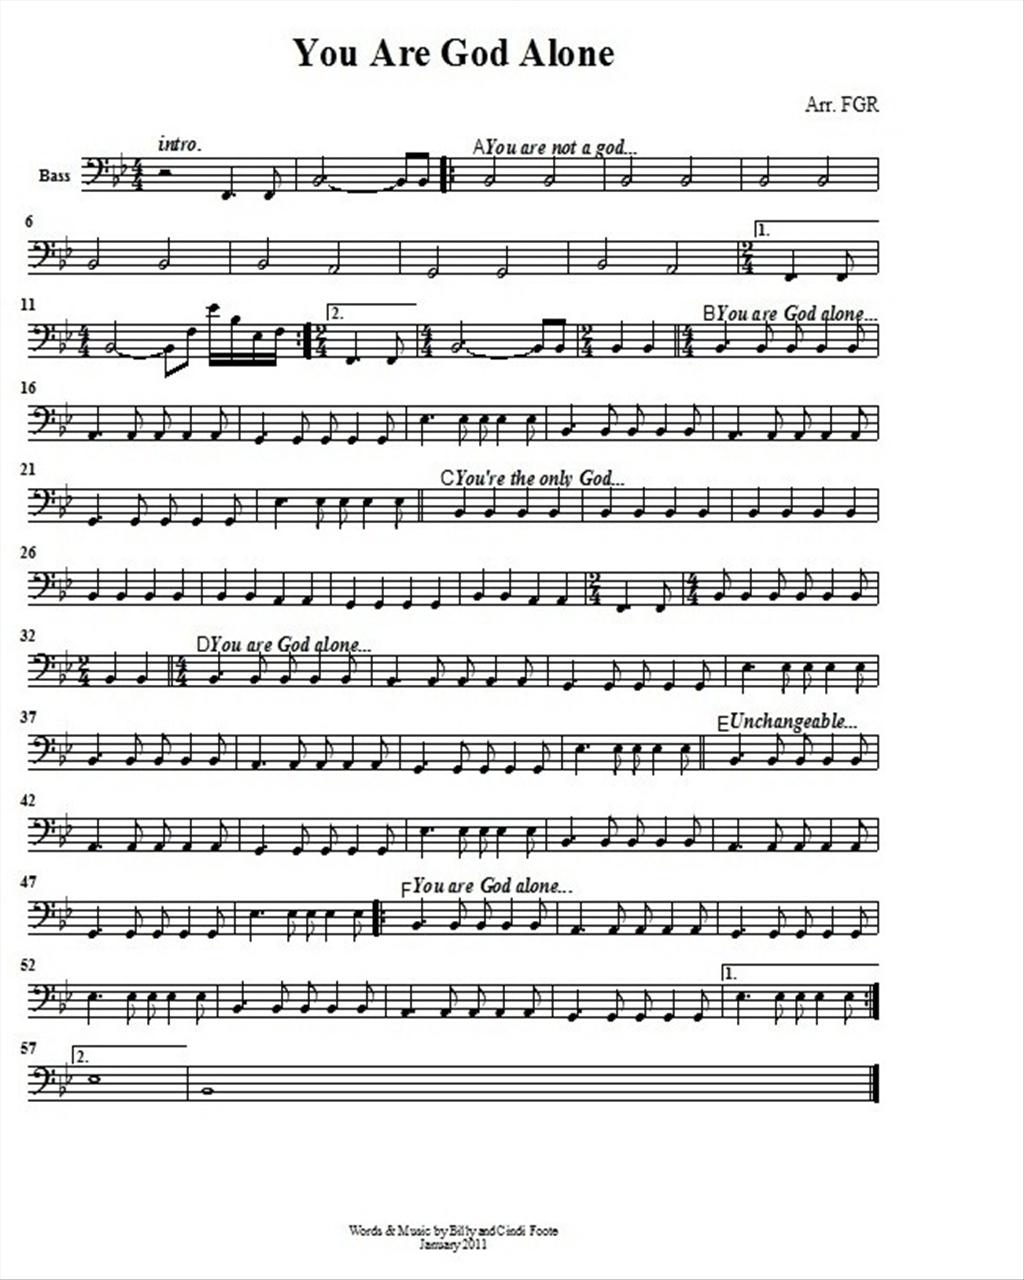 You Are God Alone
Arr. FGR
intro.
A You are not a god...
Bass
6
1.
11
2.
B You are God alone...
16
21
C You're the only God...
26
32
D You are God alone...
37
E Unchangeable...
42
47
F You are God alone...
52
1.
57
2.
Words & Music by Billy and Cindi Foote
January 2011